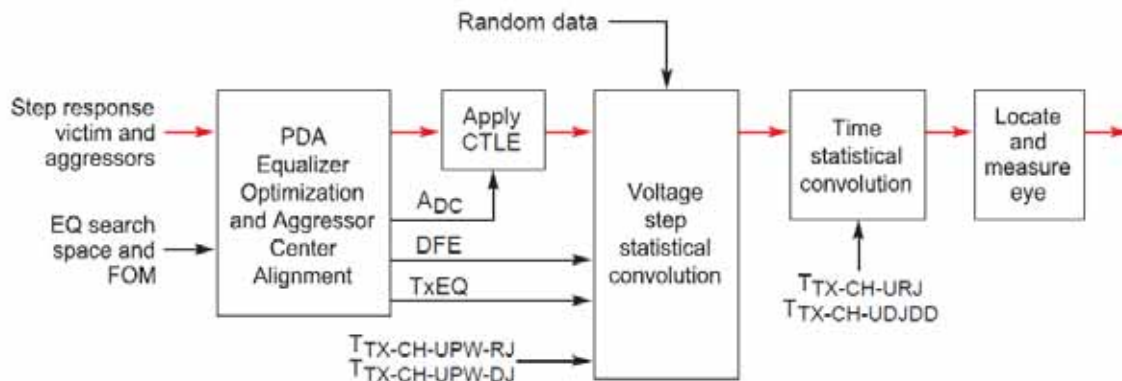 Random data
Step response
victim and
aggressors
EQ search
space and
FOM
PDA
Equalizer
Optimization
and Aggressor
Center
Alignment
Apply
CTLE
ADC
DFE
TxEQ
TTX-CH-UPW-RJ
TTX-CH-UPW-DJ
Voltage
step
statistical
convolution
Time
statistical
convolution
TTX-CH-URJ
TTX-CH-UDJDD
Locate
and
measure
eye